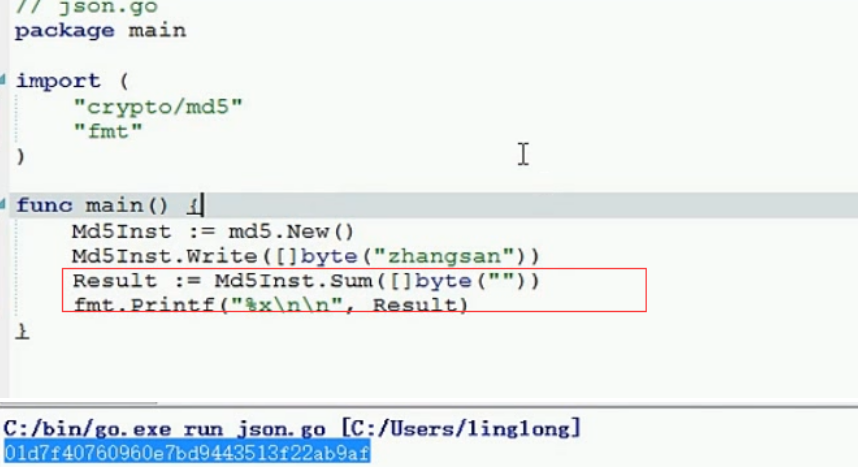 // json.go
package main
import (
"crypto/md5"
"fmt"
)
func main() {
Md5Inst := md5.New()
Md5Inst.Write([]byte("zhangsan"))
Result := Md5Inst.Sum([]byte(""))
fmt.Printf("%x\n\n", Result)
}
C:/bin/go.exe run json.go [C:/Users/linglong]
01d7f40760960e7bd9443513f22ab9af